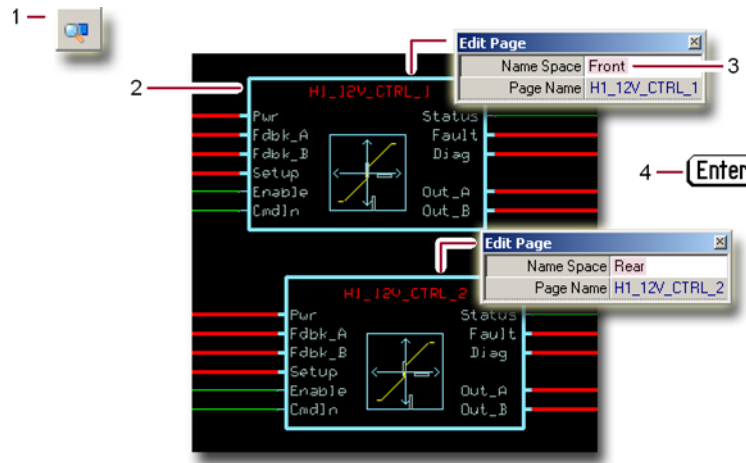 1
2
H1_12V_CTRL_1
Pwr
Fdbk_A
Fdbk_B
Setup
Enable
CmdIn
Status
Fault
Diag
Out_A
Out_B
Edit Page
Name Space Front
Page Name H1_12V_CTRL_1
3
4
Enter
H1_12V_CTRL_2
Pwr
Fdbk_A
Fdbk_B
Setup
Enable
CmdIn
Status
Fault
Diag
Out_A
Out_B
Edit Page
Name Space Rear
Page Name H1_12V_CTRL_2